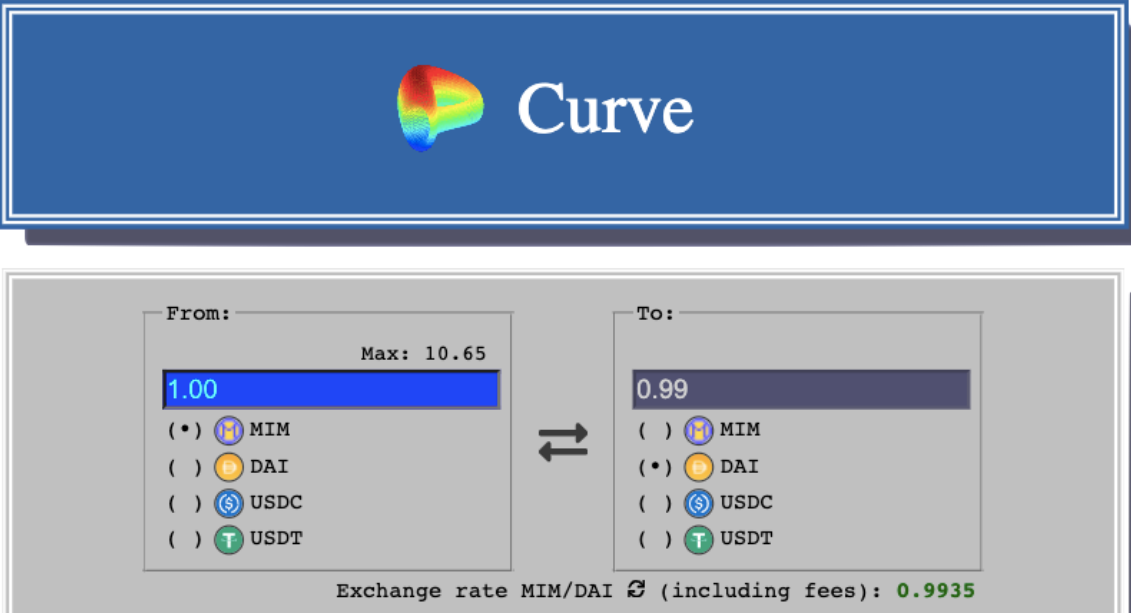 Curve
From:
Max: 10.65
1.00
(•) MIM
( ) DAI
( ) USDC
( ) USDT
To:
0.99
( ) MIM
(•) DAI
( ) USDC
( ) USDT
Exchange rate MIM/DAI (including fees): 0.9935